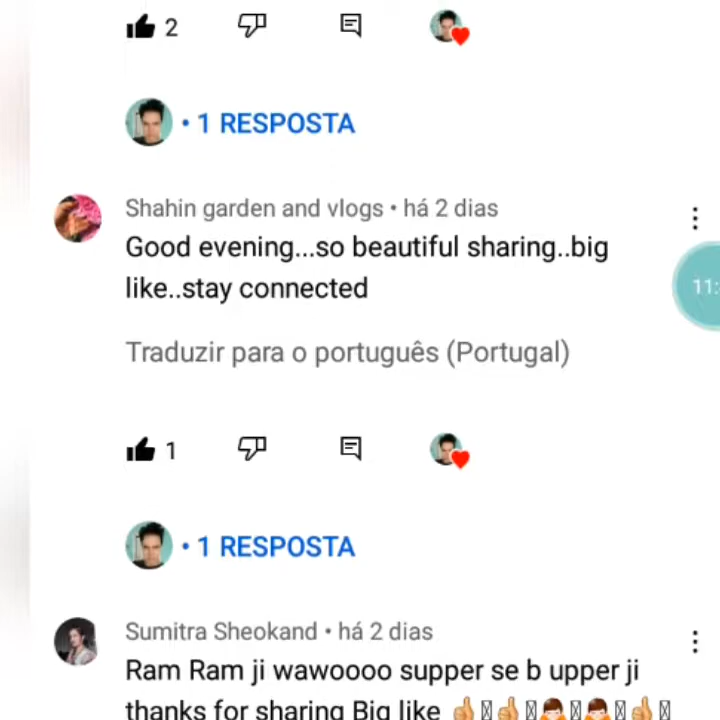 2
• 1 RESPOSTA
Shahin garden and vlogs • há 2 dias
Good evening...so beautiful sharing..big
like..stay connected
11:
Traduzir para o português (Portugal)
1
• 1 RESPOSTA
Sumitra Sheokand • há 2 dias
Ram Ram ji wawoooo supper se b upper ji
thanks for sharing Big like 👍👍🙇🙇👍